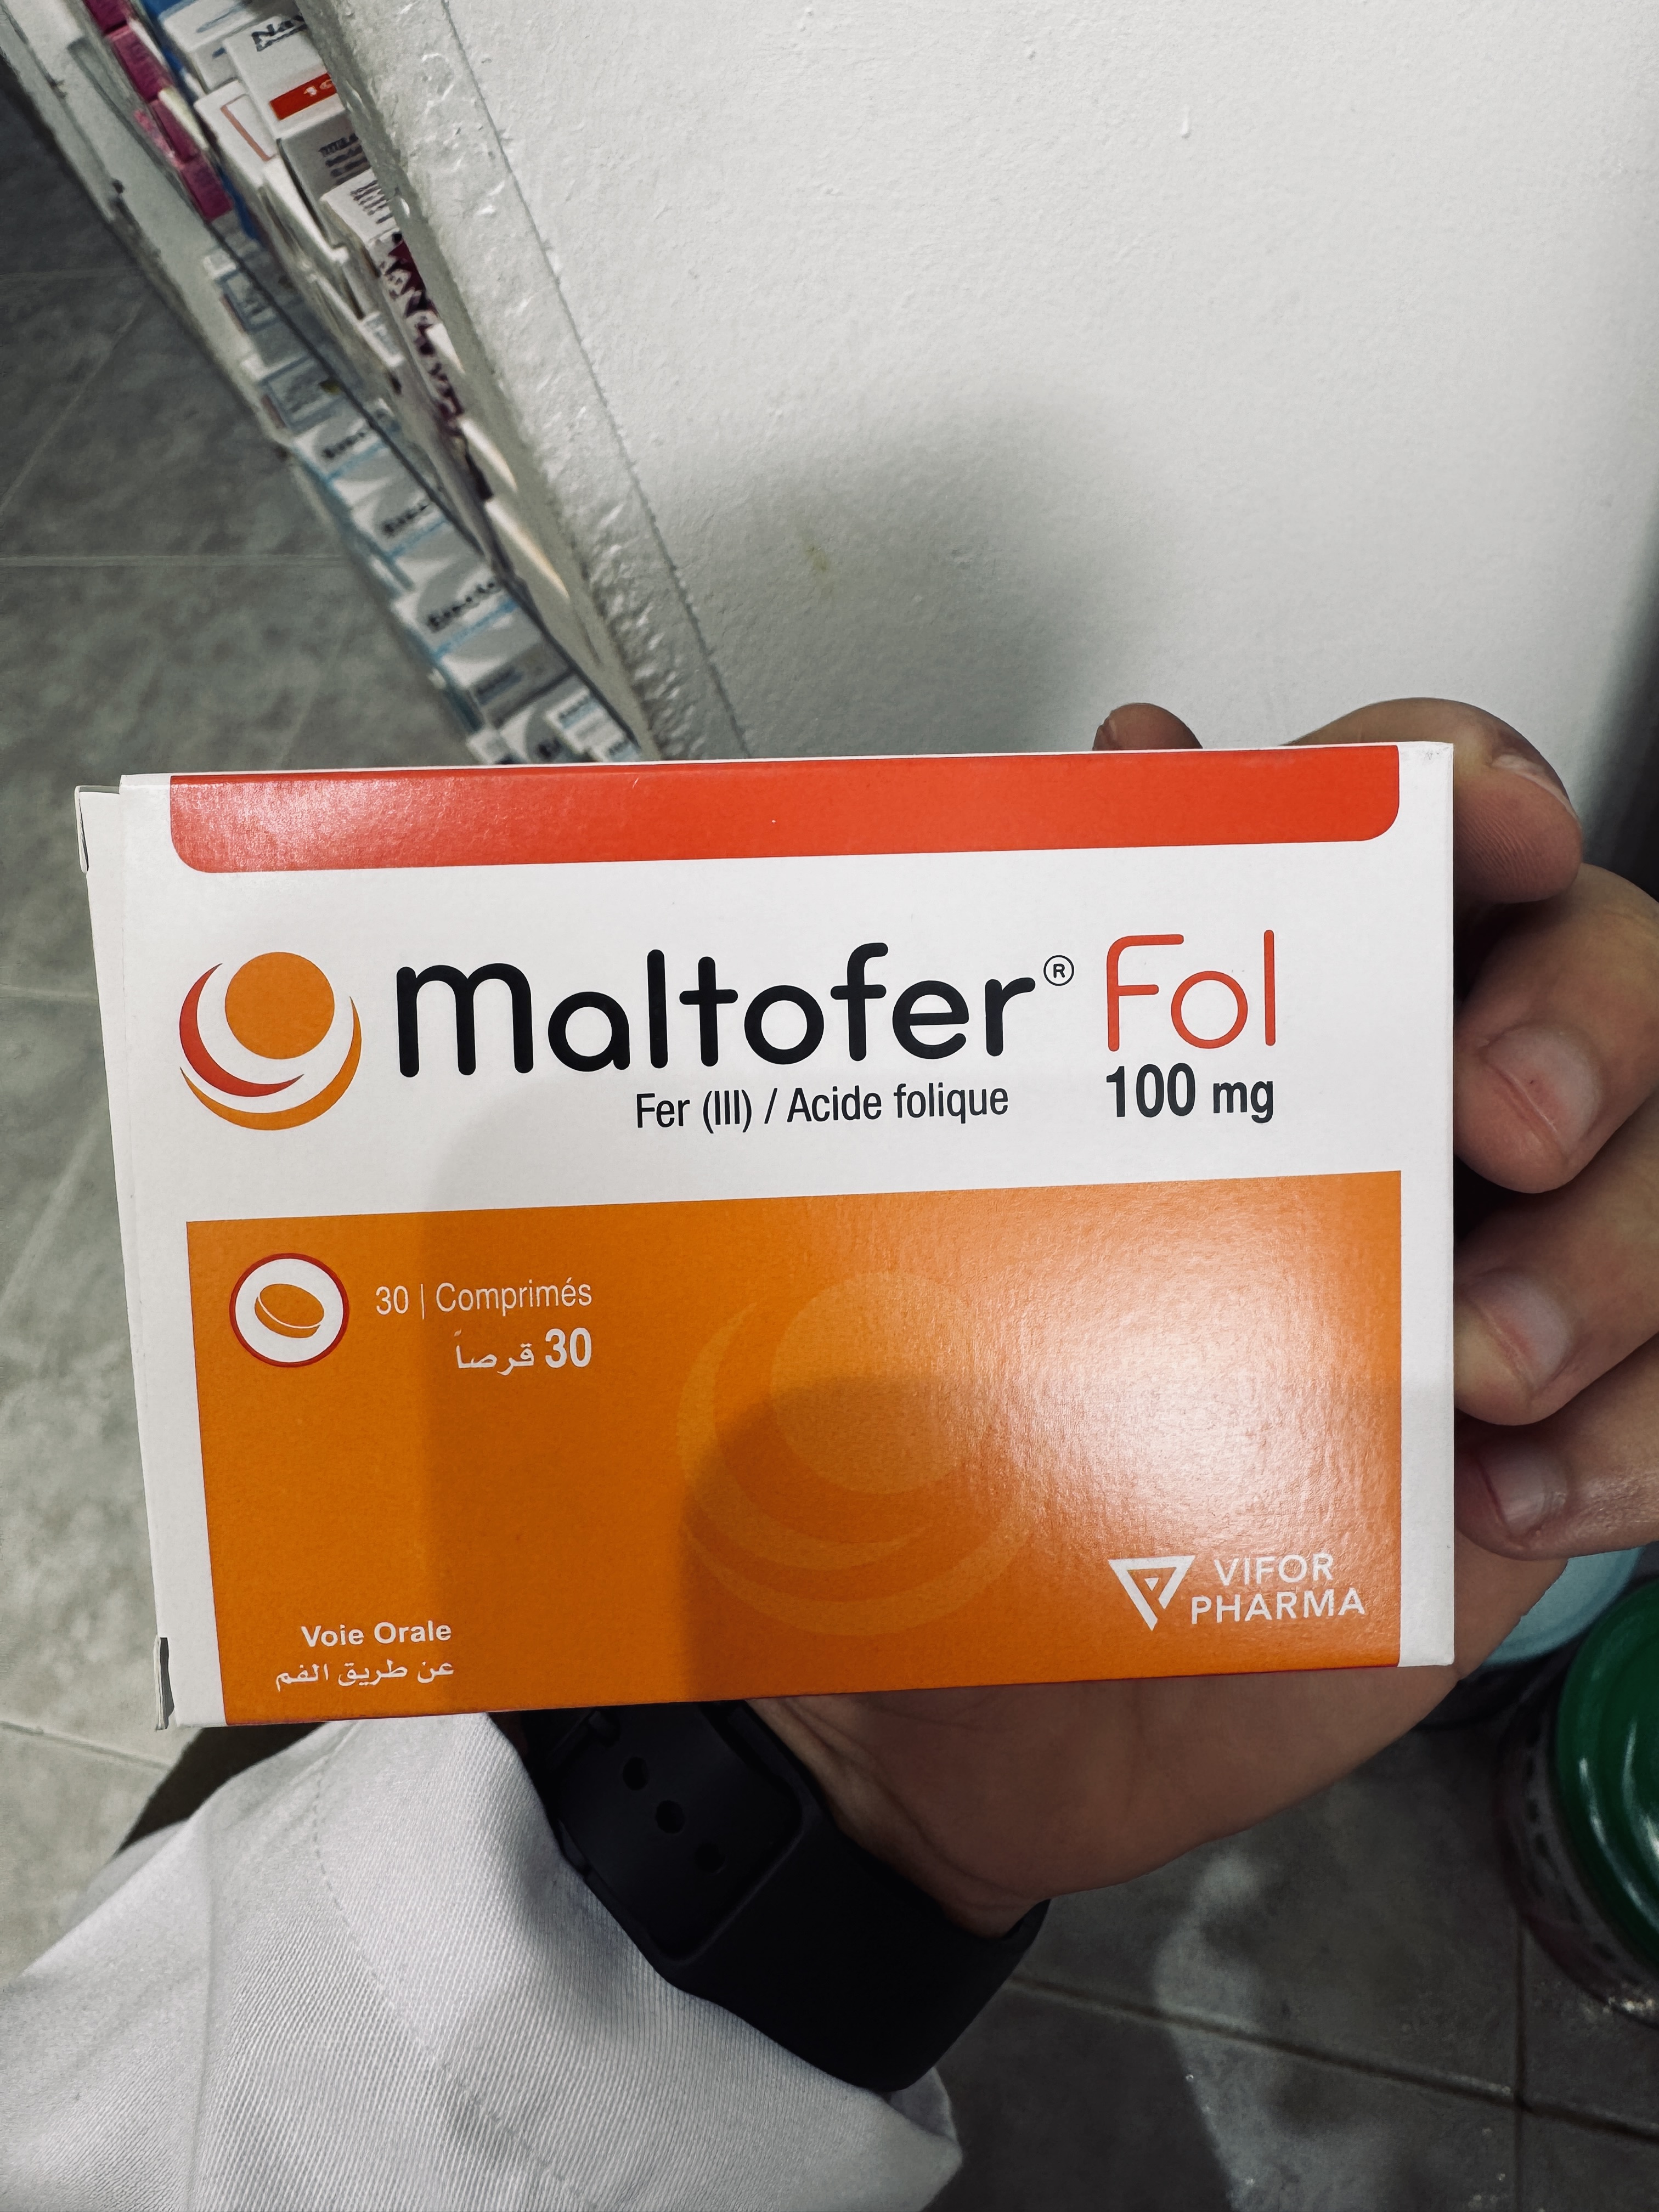 maltofer® Fol
Fer (III) / Acide folique 100 mg
30 | Comprimés
30 قرصاً
VIFOR
PHARMA
Voie Orale
عن طريق الفم